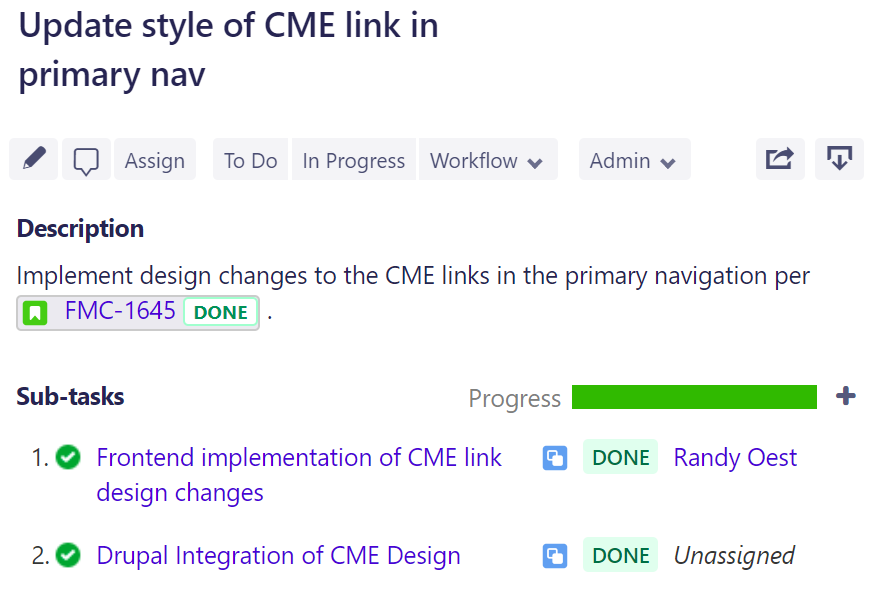 Update style of CME link in
primary nav
Assign To Do In Progress Workflow Admin
Description
Implement design changes to the CME links in the primary navigation per
FMC-1645 DONE .
Sub-tasks Progress
1. Frontend implementation of CME link DONE Randy Oest
design changes
2. Drupal Integration of CME Design DONE Unassigned